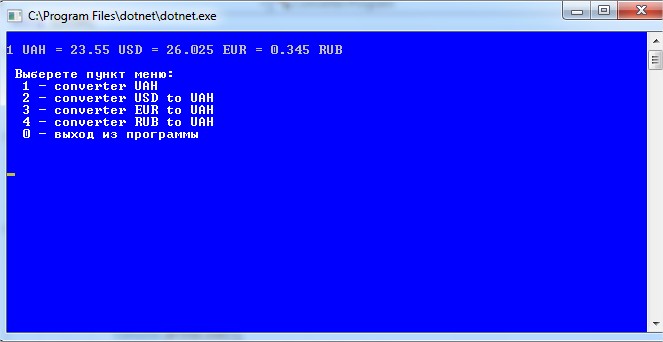 C:\Program Files\dotnet\dotnet.exe
1 UAH = 23.55 USD = 26.025 EUR = 0.345 RUB
Выберете пункт меню:
1 - converter UAH
2 - converter USD to UAH
3 - converter EUR to UAH
4 - converter RUB to UAH
0 - выход из программы